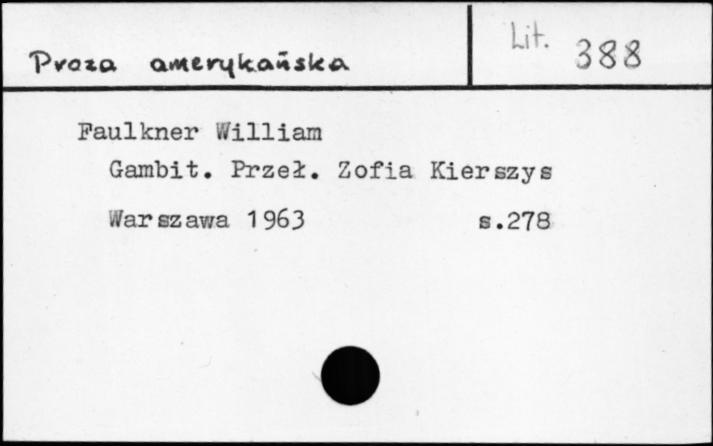 Proza amerykańska
Lit. 388
Faulkner William
Gambit. Przeł. Zofia Kierszys
Warszawa 1963 s.278